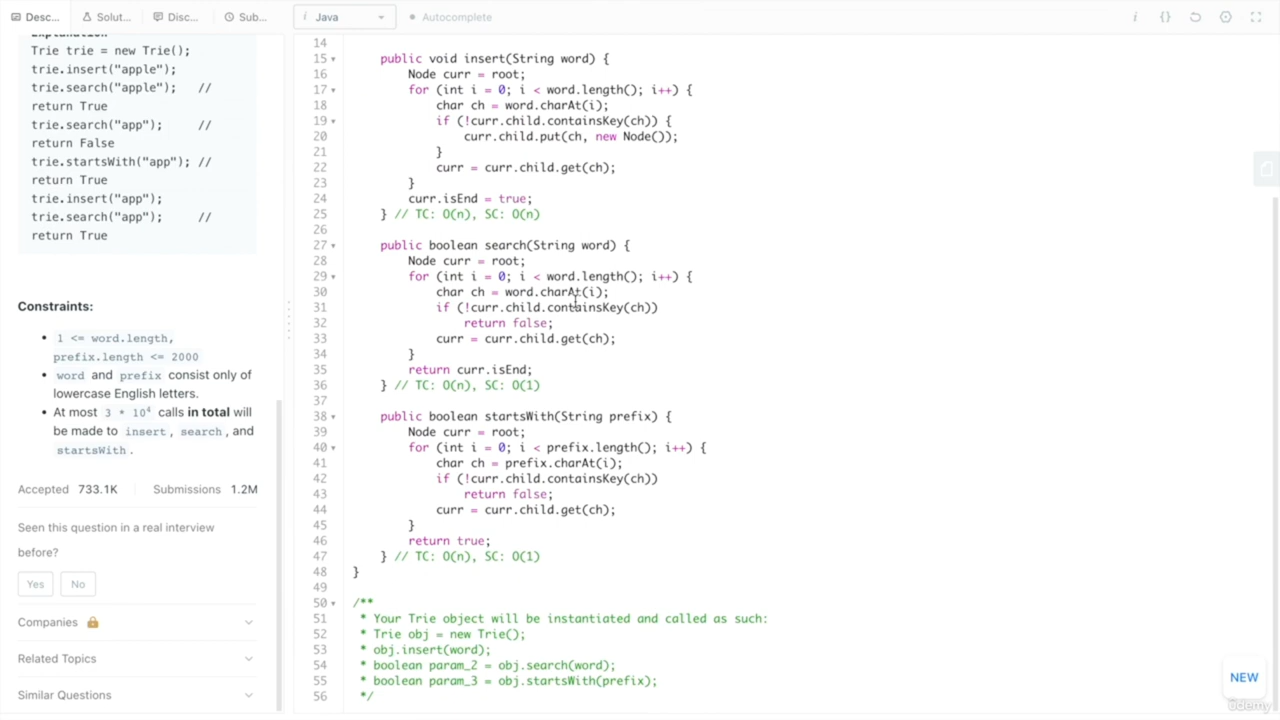 Desc...
Solut...
Disc...
Sub...
Java
Autocomplete
Explanation
Trie trie = new Trie();
trie.insert("apple");
trie.search("apple");   //
return True
trie.search("app");     //
return False
trie.startsWith("app"); //
return True
trie.insert("app");
trie.search("app");     //
return True
Constraints:
• 1 <= word.length,
prefix.length <= 2000
• word and prefix consist only of
lowercase English letters.
• At most 3 * 10⁴ calls in total will
be made to insert, search, and
startsWith.
Accepted 733.1K
Submissions 1.2M
Seen this question in a real interview
before?
Yes
No
Companies
Related Topics
Similar Questions
14
15     public void insert(String word) {
16         Node curr = root;
17         for (int i = 0; i < word.length(); i++) {
18             char ch = word.charAt(i);
19             if (!curr.child.containsKey(ch)) {
20                 curr.child.put(ch, new Node());
21             }
22             curr = curr.child.get(ch);
23         }
24         curr.isEnd = true;
25     } // TC: O(n), SC: O(n)
26
27     public boolean search(String word) {
28         Node curr = root;
29         for (int i = 0; i < word.length(); i++) {
30             char ch = word.charAt(i);
31             if (!curr.child.containsKey(ch))
32                 return false;
33             curr = curr.child.get(ch);
34         }
35         return curr.isEnd;
36     } // TC: O(n), SC: O(1)
37
38     public boolean startsWith(String prefix) {
39         Node curr = root;
40         for (int i = 0; i < prefix.length(); i++) {
41             char ch = prefix.charAt(i);
42             if (!curr.child.containsKey(ch))
43                 return false;
44             curr = curr.child.get(ch);
45         }
46         return true;
47     } // TC: O(n), SC: O(1)
48 }
49
50 /**
51  * Your Trie object will be instantiated and called as such:
52  * Trie obj = new Trie();
53  * obj.insert(word);
54  * boolean param_2 = obj.search(word);
55  * boolean param_3 = obj.startsWith(prefix);
56  */
NEW
Udemy